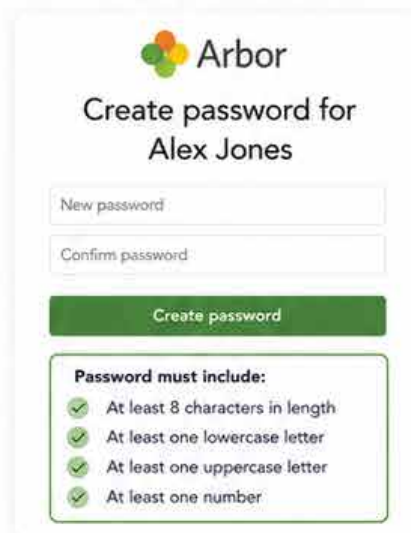 Arbor
Create password for
Alex Jones
New password
Confirm password
Create password
Password must include:
At least 8 characters in length
At least one lowercase letter
At least one uppercase letter
At least one number